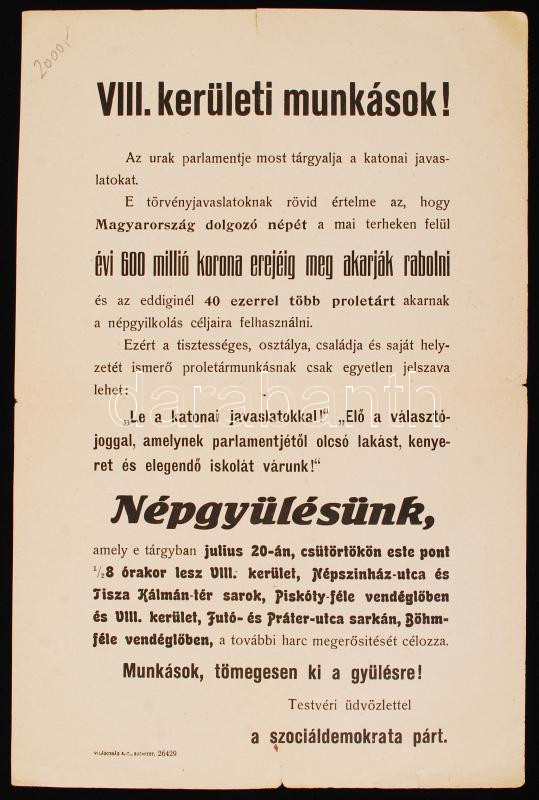 2000,-
VIII. kerületi munkások!
Az urak parlamentje most tárgyalja a katonai javas-
latokat.
E törvényjavaslatoknak rövid értelme az, hogy
Magyarország dolgozó népét a mai terheken felül
évi 600 millió korona erejéig meg akarják rabolni
és az eddiginél 40 ezerrel több proletárt akarnak
a népgyilkolás céljaira felhasználni.
Ezért a tisztességes, osztálya, családja és saját hely-
zetét ismerő proletármunkásnak csak egyetlen jelszava
lehet:
„Le a katonai javaslatokkal!" „Elő a választó-
joggal, amelynek parlamentjétől olcsó lakást, kenye-
ret és elegendő iskolát várunk!"
darabanth
Népgyülésünk,
amely e tárgyban julius 20-án, csütörtökön este pont
½8 órakor lesz VIII. kerület, Népszinház-utca és
Tisza Kálmán-tér sarok, Piskóty-féle vendéglőben
és VIII. kerület, Futó- és Práter-utca sarkán, Böhm-
féle vendéglőben, a további harc megerősitését célozza.
Munkások, tömegesen ki a gyülésre!
Testvéri üdvözlettel
a szociáldemokrata párt.
VILÁGOSSÁG R.-T., BUDAPEST. 26429